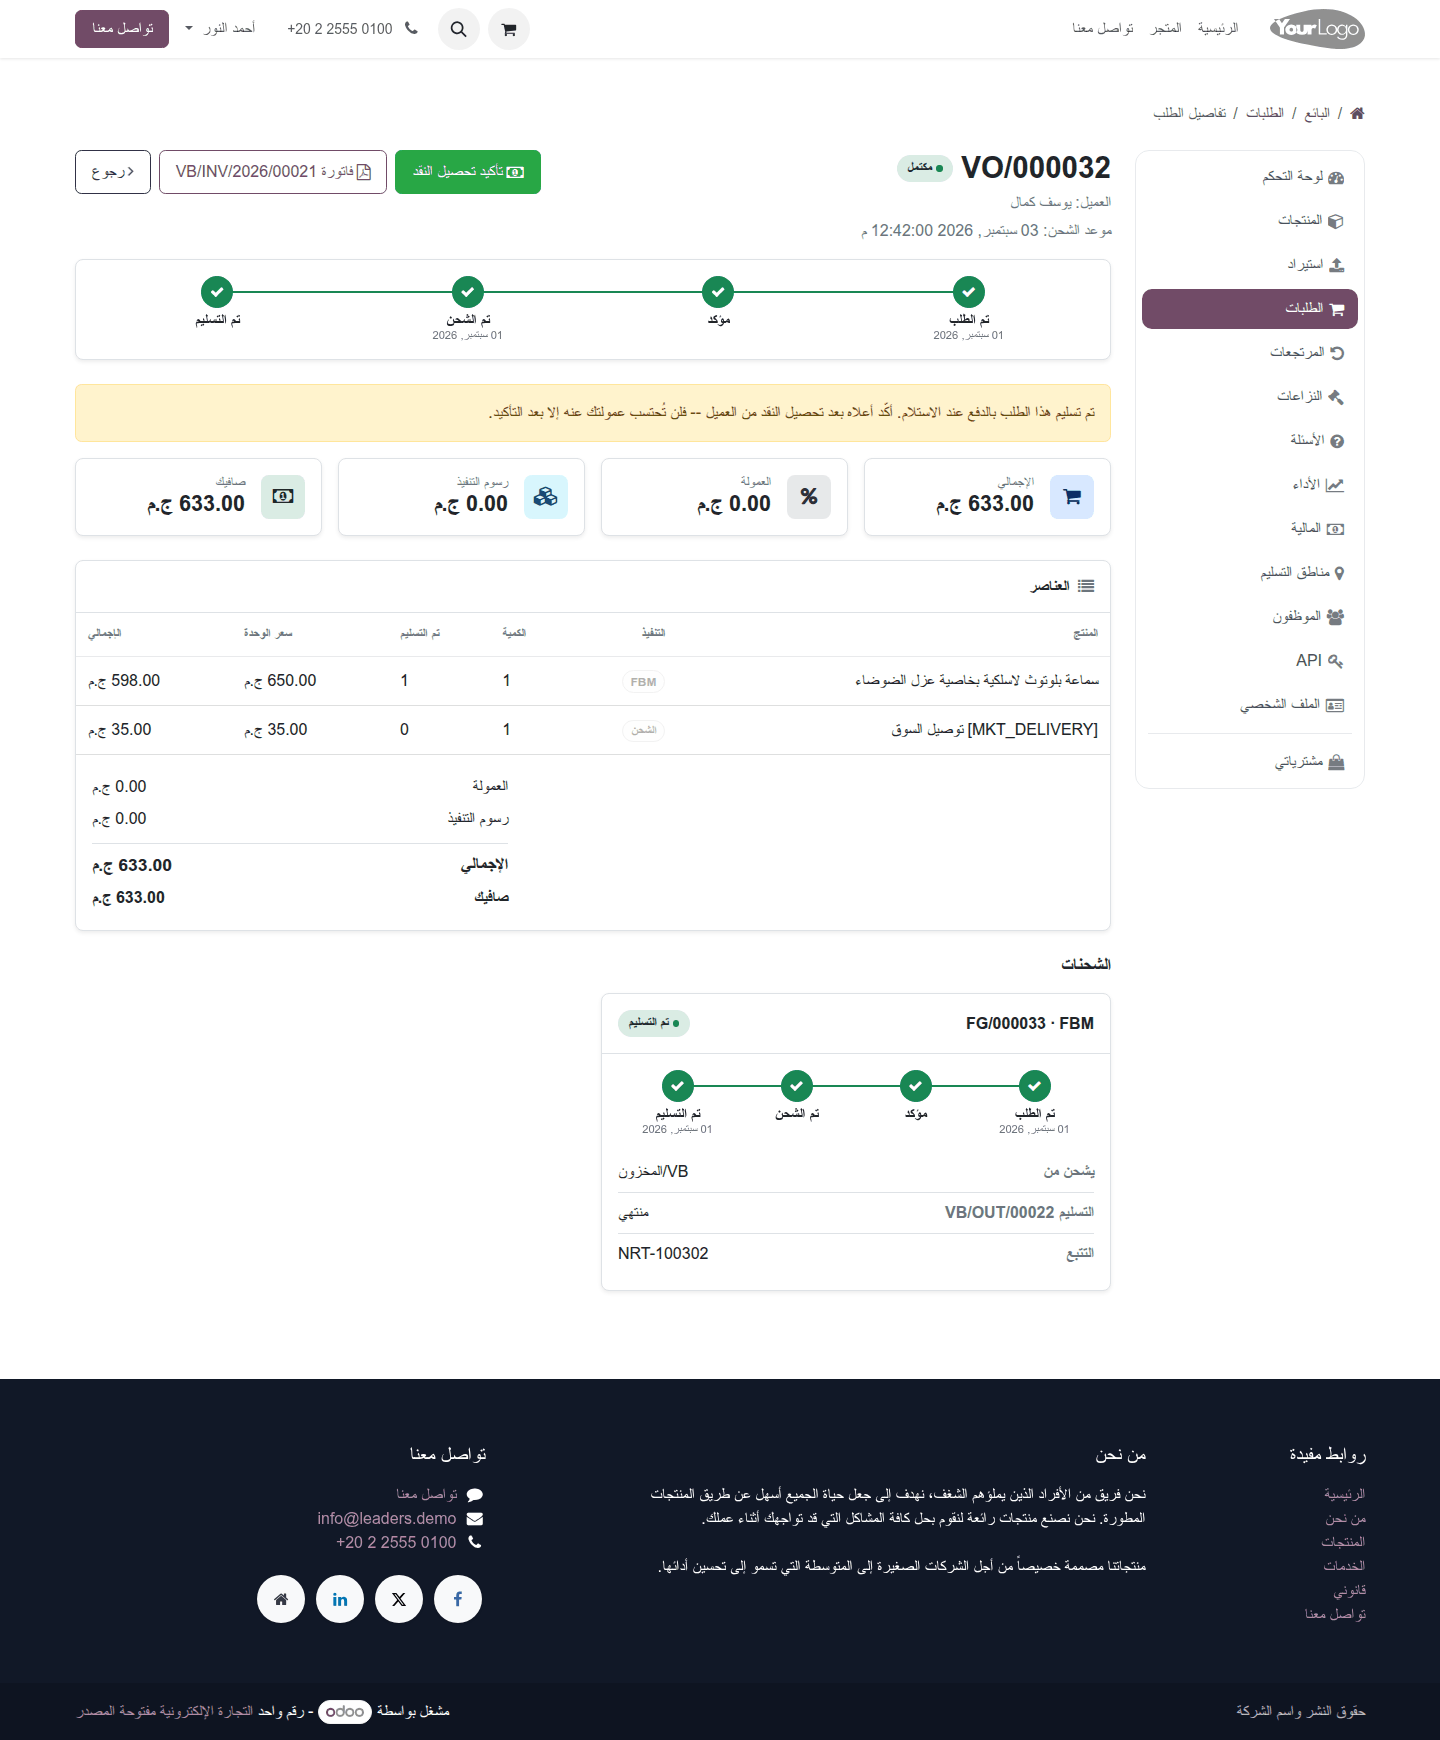 YourLogo
الرئيسية المتجر تواصل معنا
+20 2 2555 0100
أحمد النور
تواصل معنا
/ البائع / الطلبات / تفاصيل الطلب
لوحة التحكم
المنتجات
استيراد
الطلبات
المرتجعات
النزاعات
الأسئلة
الأداء
المالية
مناطق التسليم
الموظفون
API
الملف الشخصي
مشترياتي
VO/000032 مكتمل
العميل: يوسف كمال
موعد الشحن: 03 سبتمبر, 2026 12:42:00 م
تأكيد تحصيل النقد
فاتورة VB/INV/2026/00021
رجوع
تم الطلب مؤكد تم الشحن تم التسليم
01 سبتمبر, 2026 01 سبتمبر, 2026
تم تسليم هذا الطلب بالدفع عند الاستلام. أكّد أعلاه بعد تحصيل النقد من العميل -- فلن تُحتسب عمولتك عنه إلا بعد التأكيد.
الإجمالي
633.00 ج.م
العمولة
0.00 ج.م
رسوم التنفيذ
0.00 ج.م
صافيك
633.00 ج.م
العناصر
المنتج التنفيذ الكمية تم التسليم سعر الوحدة الإجمالي
سماعة بلوتوث لاسلكية بخاصية عزل الضوضاء FBM 1 1 650.00 ج.م 598.00 ج.م
[MKT_DELIVERY] توصيل السوق الشحن 1 0 35.00 ج.م 35.00 ج.م
العمولة 0.00 ج.م
رسوم التنفيذ 0.00 ج.م
الإجمالي 633.00 ج.م
صافيك 633.00 ج.م
الشحنات
FG/000033 · FBM تم التسليم
تم الطلب مؤكد تم الشحن تم التسليم
01 سبتمبر, 2026 01 سبتمبر, 2026
يشحن من VB/المخزون
التسليم VB/OUT/00022 منتهي
التتبع NRT-100302
روابط مفيدة
الرئيسية
من نحن
المنتجات
الخدمات
قانوني
تواصل معنا
من نحن
نحن فريق من الأفراد الذين يملؤهم الشغف، نهدف إلى جعل حياة الجميع أسهل عن طريق المنتجات
المطورة. نحن نصنع منتجات رائعة لنقوم بحل كافة المشاكل التي قد تواجهك أثناء عملك.
منتجاتنا مصممة خصيصاً من أجل الشركات الصغيرة إلى المتوسطة التي تسمو إلى تحسين أدائها.
تواصل معنا
تواصل معنا
info@leaders.demo
+20 2 2555 0100
حقوق النشر واسم الشركة
مشغل بواسطة odoo - رقم واحد التجارة الإلكترونية مفتوحة المصدر